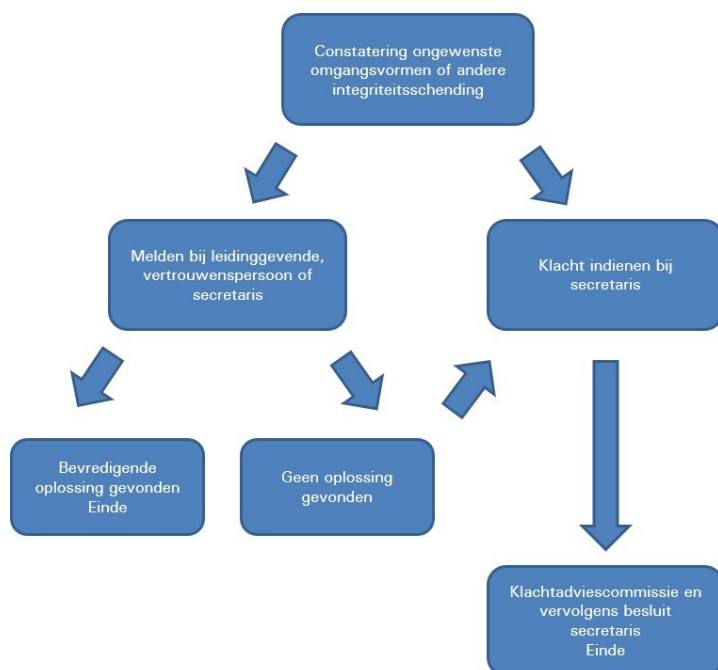 Constatering ongewenste
omgangsvormen of andere
integriteitsschending
Melden bij leidinggevende,
vertrouwenspersoon of
secretaris
Klacht indienen bij
secretaris
Bevredigende
oplossing gevonden
Einde
Geen oplossing
gevonden
Klachtadviescommissie en
vervolgens besluit
secretaris
Einde